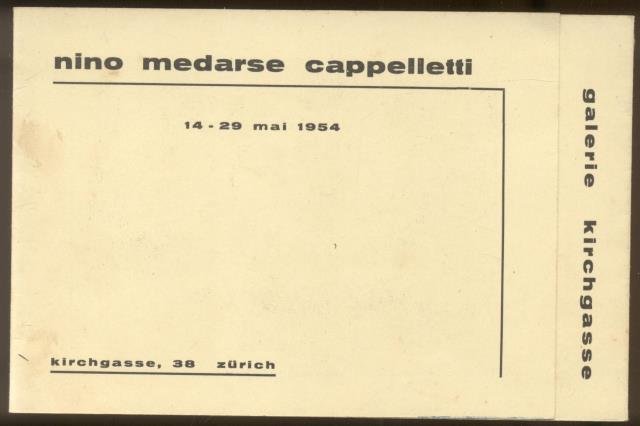 nino medarse cappelletti
14 - 29 mai 1954
kirchgasse, 38 zürich
galerie kirchgasse